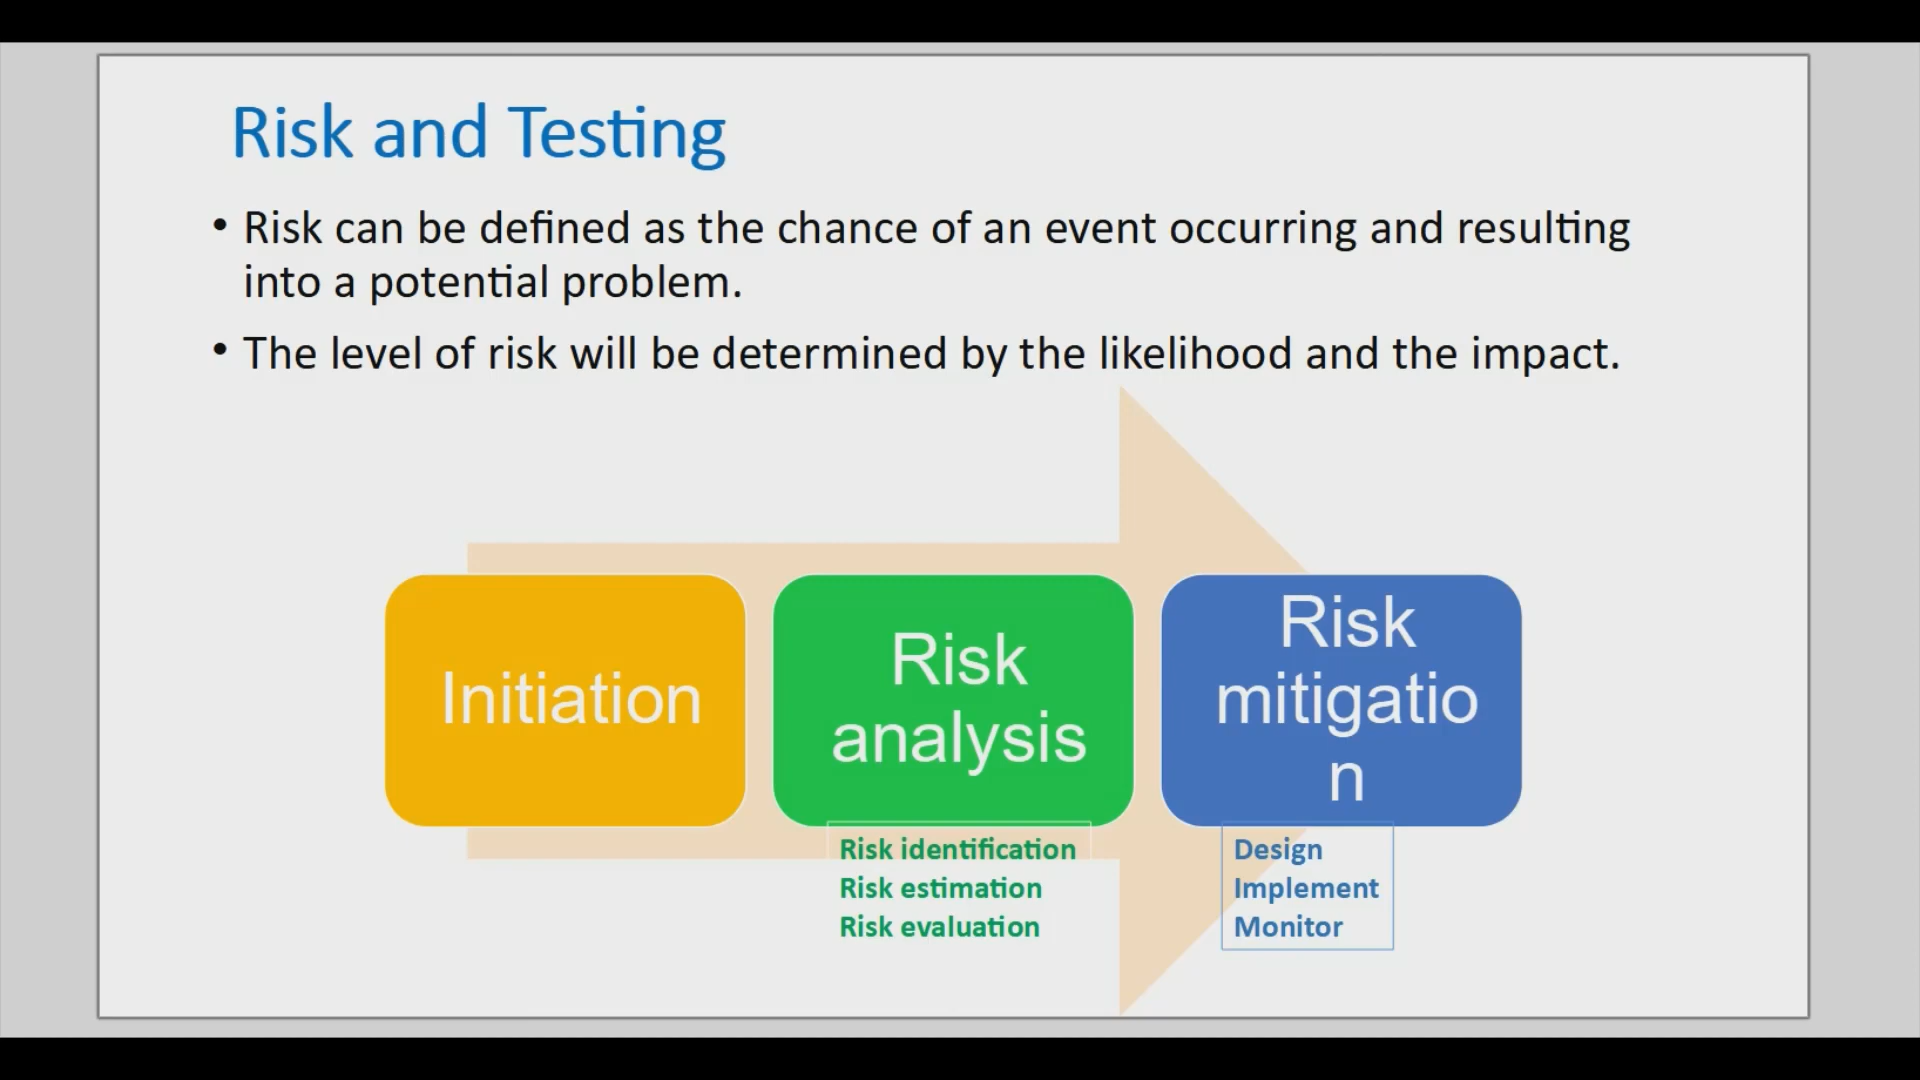 Risk and Testing
• Risk can be defined as the chance of an event occurring and resulting
into a potential problem.
• The level of risk will be determined by the likelihood and the impact.
Initiation
Risk
analysis
Risk identification
Risk estimation
Risk evaluation
Risk
mitigatio
n
Design
Implement
Monitor